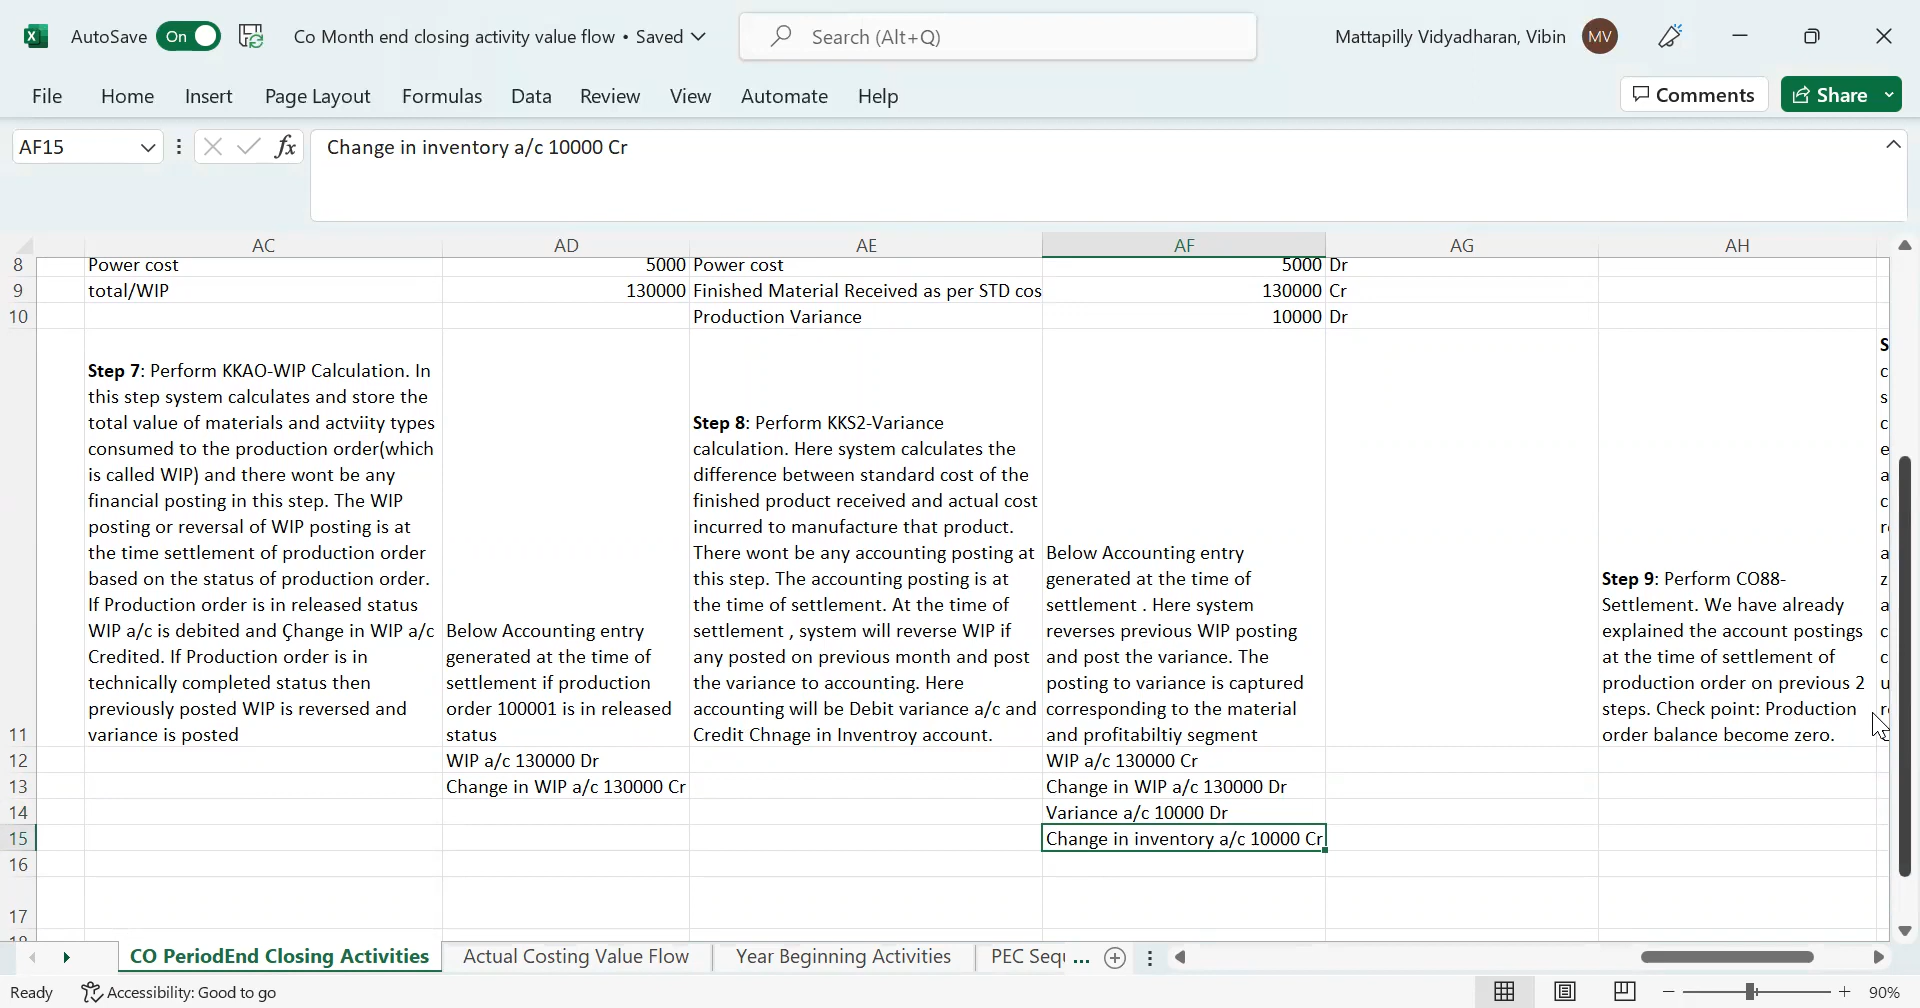 AutoSave On Co Month end closing activity value flow • Saved Search (Alt+Q) Mattapilly Vidyadharan, Vibin MV
File Home Insert Page Layout Formulas Data Review View Automate Help Comments Share
AF15 fx Change in inventory a/c 10000 Cr
AC AD AE AF AG AH
8 Power cost 5000 Power cost 5000 Dr
9 total/WIP 130000 Finished Material Received as per STD cos 130000 Cr
10 Production Variance 10000 Dr
Step 7: Perform KKAO-WIP Calculation. In
this step system calculates and store the
total value of materials and actviity types
consumed to the production order(which
is called WIP) and there wont be any
financial posting in this step. The WIP
posting or reversal of WIP posting is at
the time settlement of production order
based on the status of production order.
If Production order is in released status
WIP a/c is debited and Çhange in WIP a/c
Credited. If Production order is in
technically completed status then
previously posted WIP is reversed and
variance is posted
Below Accounting entry
generated at the time of
settlement if production
order 100001 is in released
status
Step 8: Perform KKS2-Variance
calculation. Here system calculates the
difference between standard cost of the
finished product received and actual cost
incurred to manufacture that product.
There wont be any accounting posting at
this step. The accounting posting is at
the time of settlement. At the time of
settlement , system will reverse WIP if
any posted on previous month and post
the variance to accounting. Here
accounting will be Debit variance a/c and
Credit Chnage in Inventroy account.
Below Accounting entry
generated at the time of
settlement . Here system
reverses previous WIP posting
and post the variance. The
posting to variance is captured
corresponding to the material
and profitabiltiy segment
Step 9: Perform CO88-
Settlement. We have already
explained the account postings
at the time of settlement of
production order on previous 2
steps. Check point: Production
order balance become zero.
11
12 WIP a/c 130000 Dr WIP a/c 130000 Cr
13 Change in WIP a/c 130000 Cr Change in WIP a/c 130000 Dr
14 Variance a/c 10000 Dr
15 Change in inventory a/c 10000 Cr
16
17
CO PeriodEnd Closing Activities Actual Costing Value Flow Year Beginning Activities PEC Sequ ...
Ready Accessibility: Good to go 90%